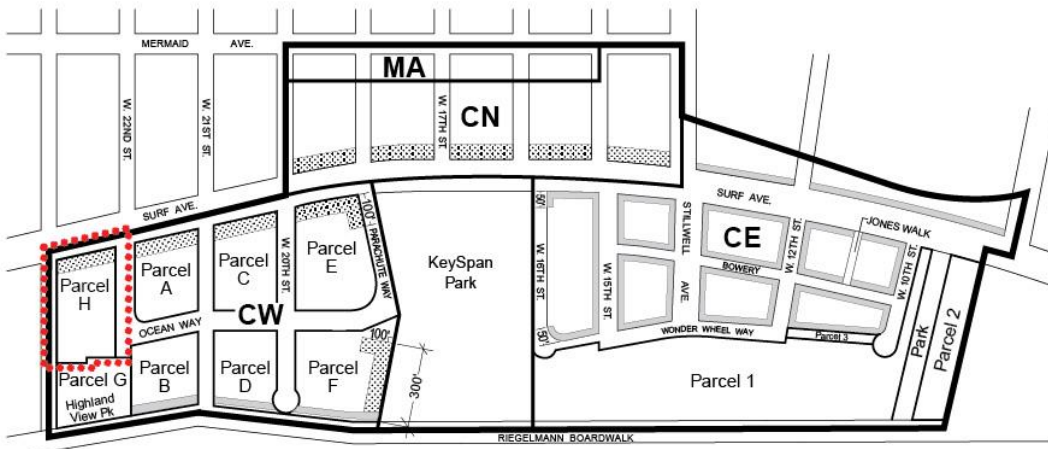 MERMAID AVE.
MA
CN
W. 22ND ST.
W. 21ST ST.
W. 17TH ST.
SURF AVE.
SURF AVE.
JONES WALK
100'
PARACHUTE WAY
50'
STILLWELL AVE.
CE
W. 12TH ST.
W. 10TH ST.
BOWERY
Parcel H
Parcel A
Parcel C
W. 20TH ST.
Parcel E
KeySpan Park
W. 16TH ST.
W. 15TH ST.
OCEAN WAY
CW
WONDER WHEEL WAY
Parcel 3
50'
100'
Park
Parcel 2
Parcel G
Highland View Pk
Parcel B
Parcel D
Parcel F
300'
Parcel 1
RIEGELMANN BOARDWALK